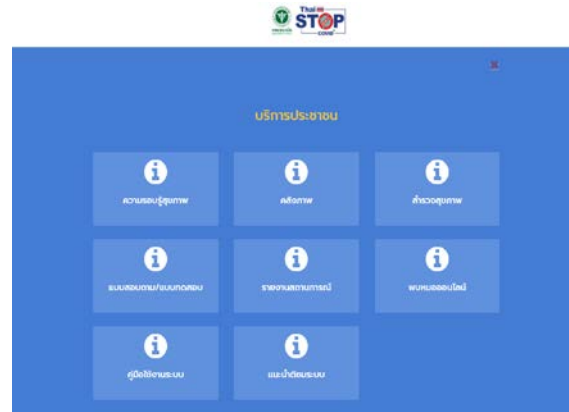 Thai
STOP
COVID
บริการประชาชน
ความรอบรู้สุขภาพ
คลังภาพ
สำรวจสุขภาพ
แบบสอบถาม/แบบทดสอบ
รายงานสถานการณ์
พบหมอออนไลน์
คู่มือใช้งานระบบ
แนะนำติชมระบบ